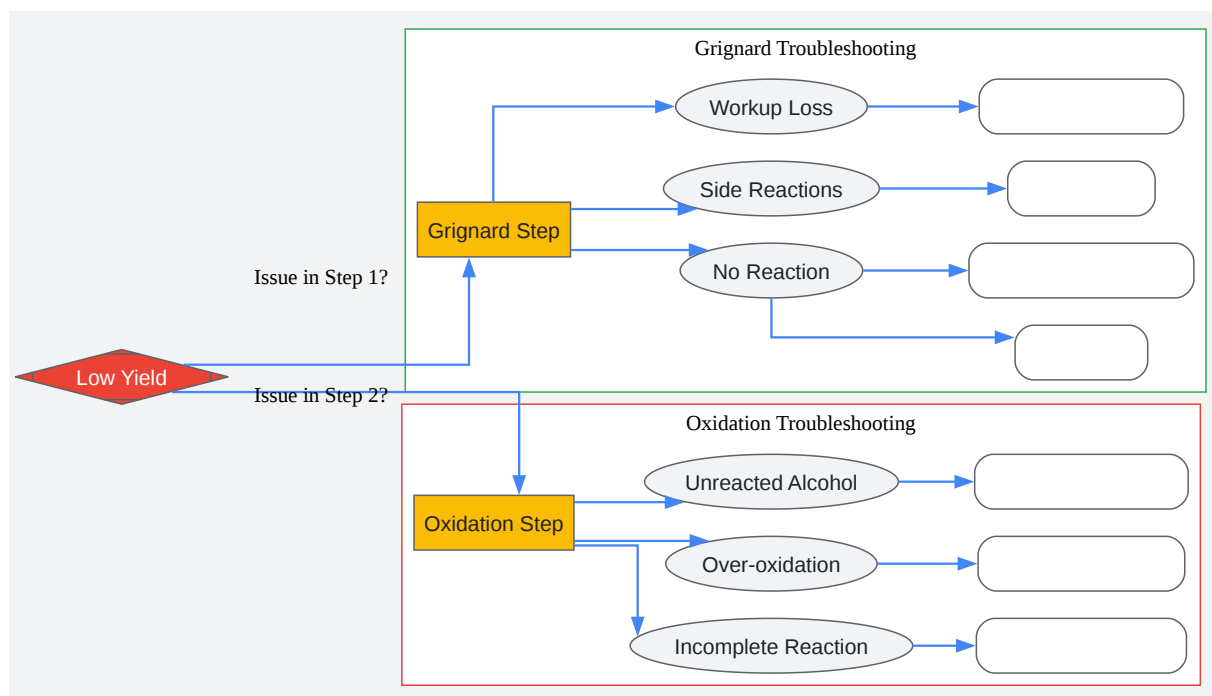 Grignard Troubleshooting
Workup Loss
Side Reactions
Grignard Step
No Reaction
Issue in Step 1?
Low Yield
Issue in Step 2?
Oxidation Troubleshooting
Unreacted Alcohol
Oxidation Step
Over-oxidation
Incomplete Reaction